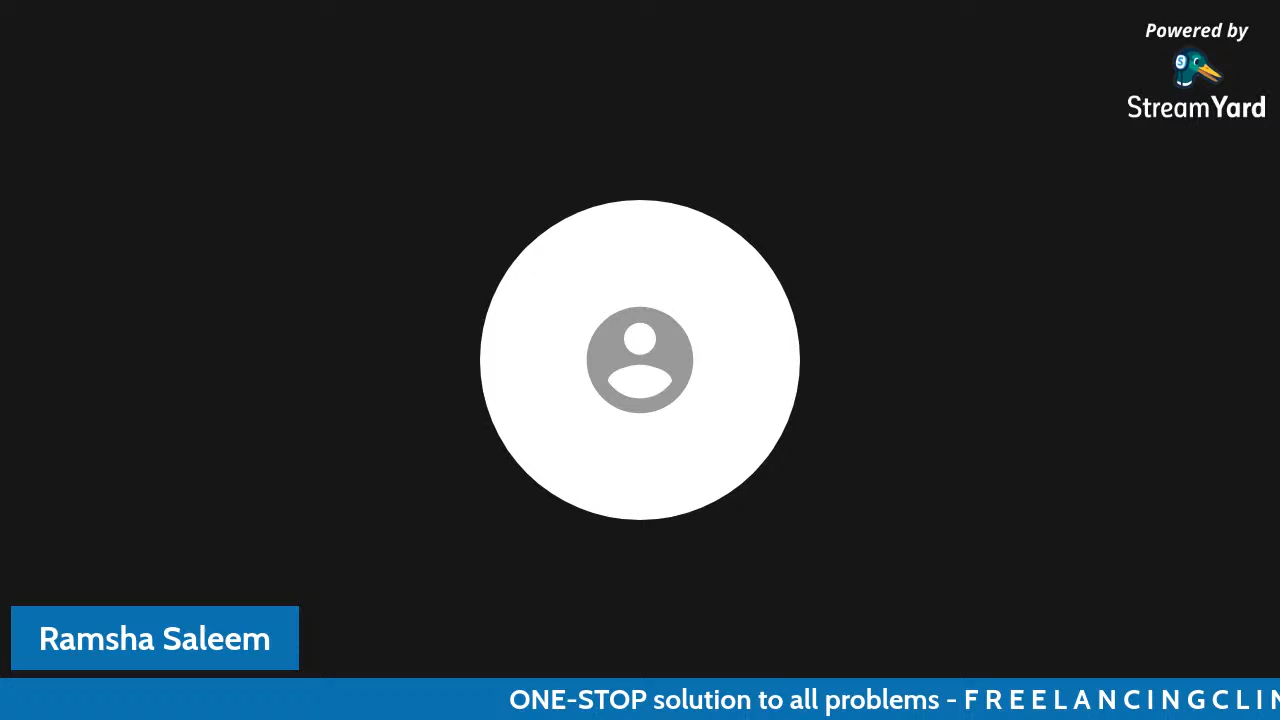 Powered by
S
StreamYard
Ramsha Saleem
ONE-STOP solution to all problems - F R E E L A N C I N G C L I